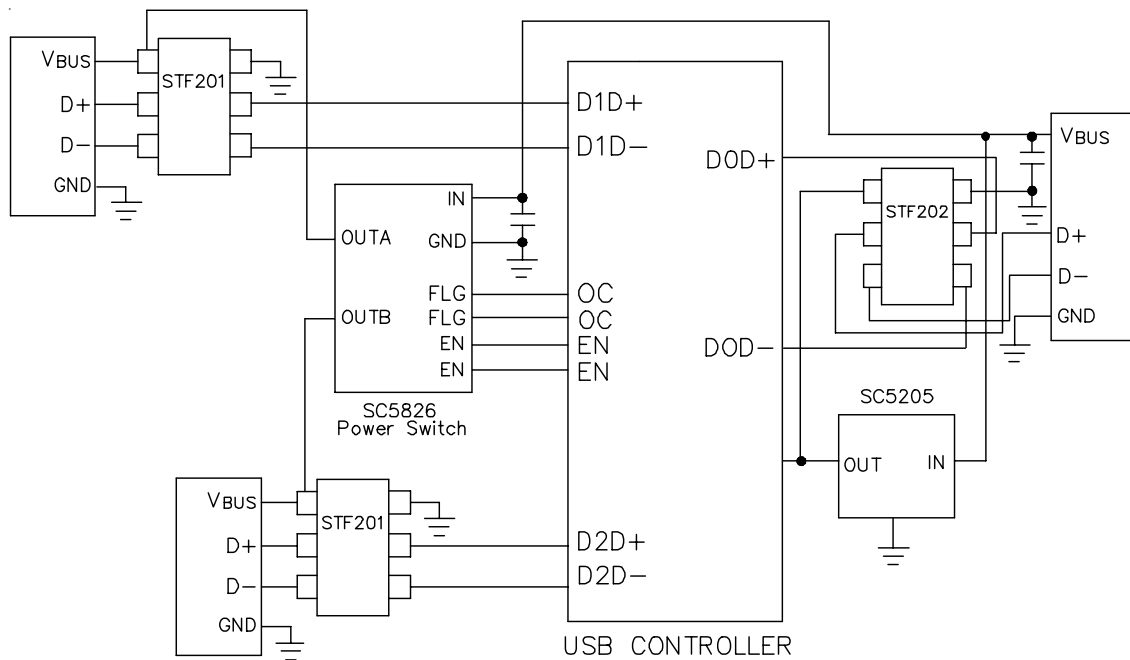 VBUS
D+
D-
GND
STF201
OUTA
OUTB
IN
GND
FLG
FLG
EN
EN
SC5826
Power Switch
VBUS
D+
D-
GND
STF201
D1D+
D1D-
OC
OC
EN
EN
D2D+
D2D-
DOD+
DOD-
USB CONTROLLER
STF202
SC5205
OUT
IN
VBUS
D+
D-
GND